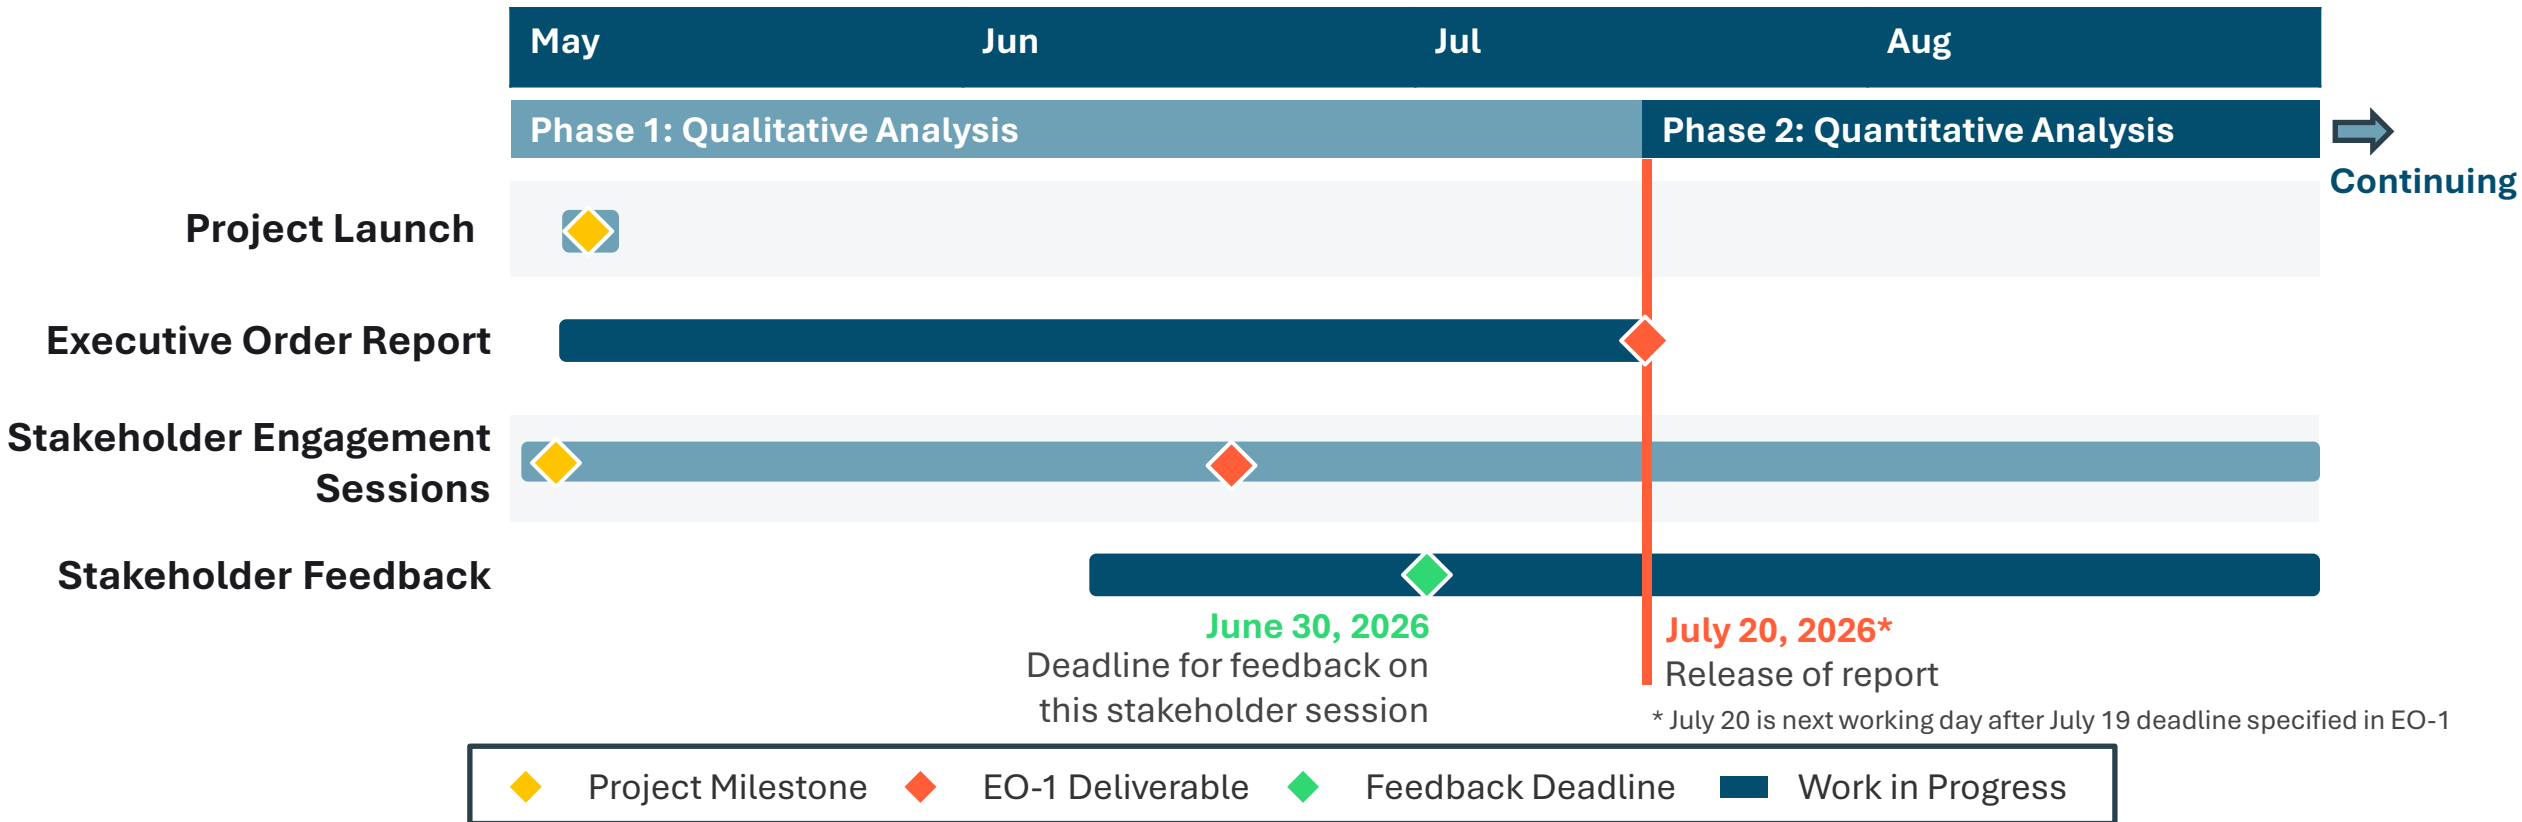 May Jun Jul Aug
Phase 1: Qualitative Analysis Phase 2: Quantitative Analysis
Continuing
Project Launch
Executive Order Report
Stakeholder Engagement
Sessions
Stakeholder Feedback
June 30, 2026
Deadline for feedback on
this stakeholder session
July 20, 2026*
Release of report
* July 20 is next working day after July 19 deadline specified in EO-1
Project Milestone EO-1 Deliverable Feedback Deadline Work in Progress